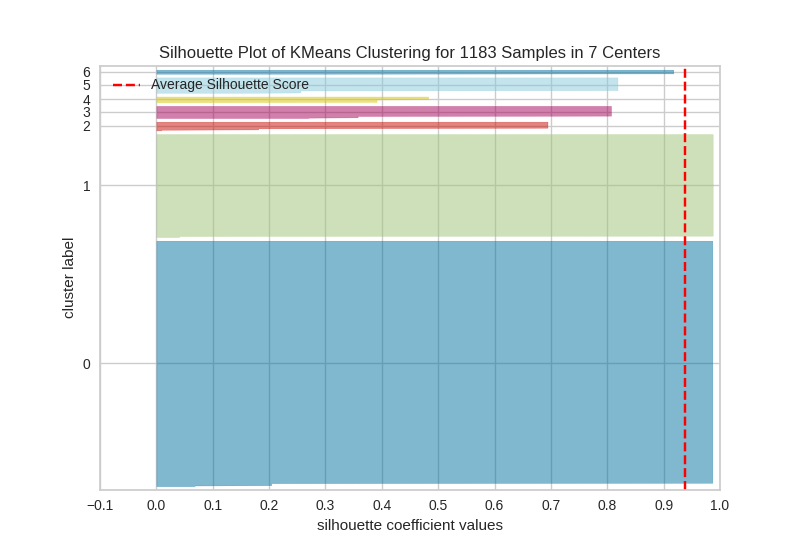 Silhouette Plot of KMeans Clustering for 1183 Samples in 7 Centers
6
5
4
3
2
1
0
Average Silhouette Score
cluster label
−0.1 0.0 0.1 0.2 0.3 0.4 0.5 0.6 0.7 0.8 0.9 1.0
silhouette coefficient values